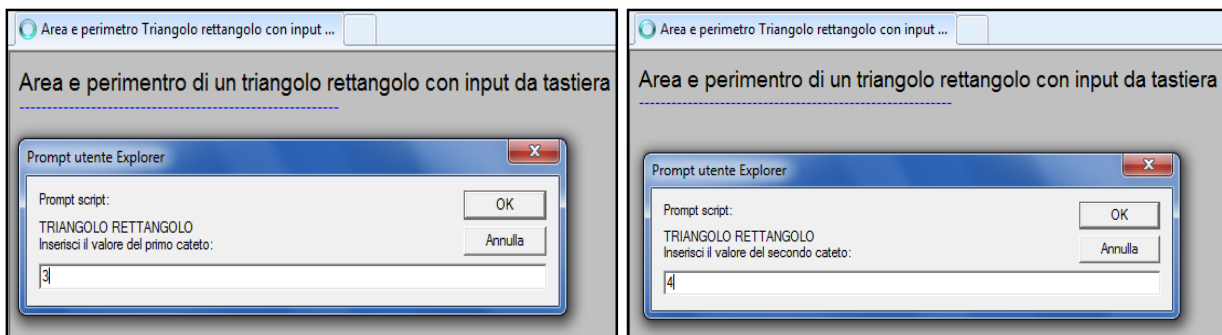 Area e perimetro Triangolo rettangolo con input ...
Area e perimentro di un triangolo rettangolo con input da tastiera
-----------------------------------------------------------
Prompt utente Explorer
Prompt script:
OK
TRIANGOLO RETTANGOLO
Inserisci il valore del primo cateto:
Annulla
3
Area e perimetro Triangolo rettangolo con input ...
Area e perimentro di un triangolo rettangolo con input da tastiera
-----------------------------------------------------------
Prompt utente Explorer
Prompt script:
OK
TRIANGOLO RETTANGOLO
Inserisci il valore del secondo cateto:
Annulla
4